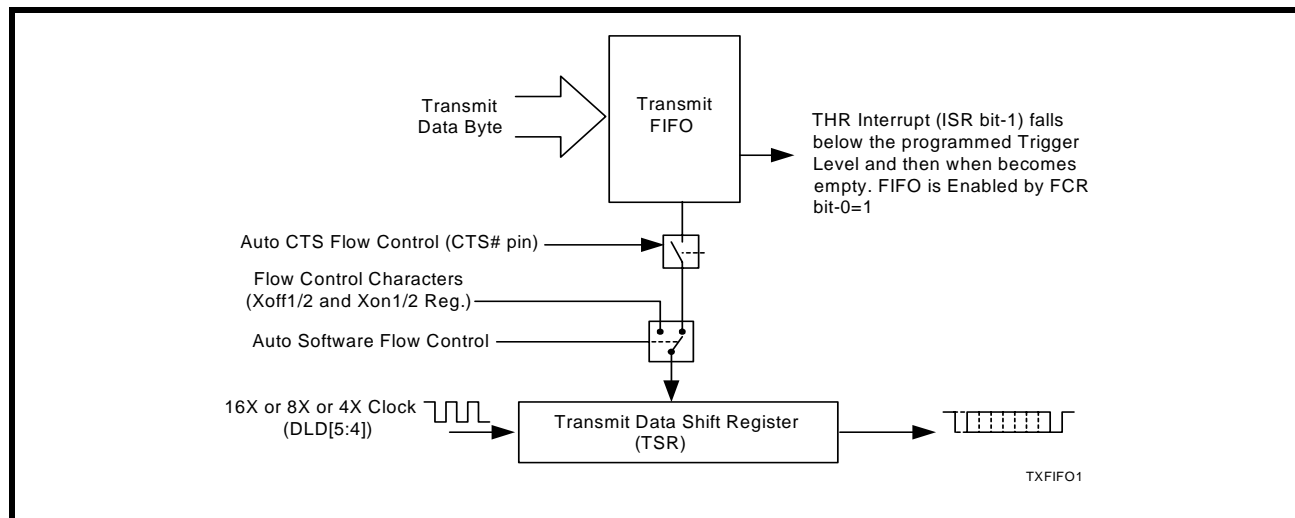 Transmit
Data Byte
Transmit
FIFO
THR Interrupt (ISR bit-1) falls
below the programmed Trigger
Level and then when becomes
empty. FIFO is Enabled by FCR
bit-0=1
Auto CTS Flow Control (CTS# pin)
Flow Control Characters
(Xoff1/2 and Xon1/2 Reg.)
Auto Software Flow Control
16X or 8X or 4X Clock
(DLD[5:4])
Transmit Data Shift Register
(TSR)
TXFIFO1